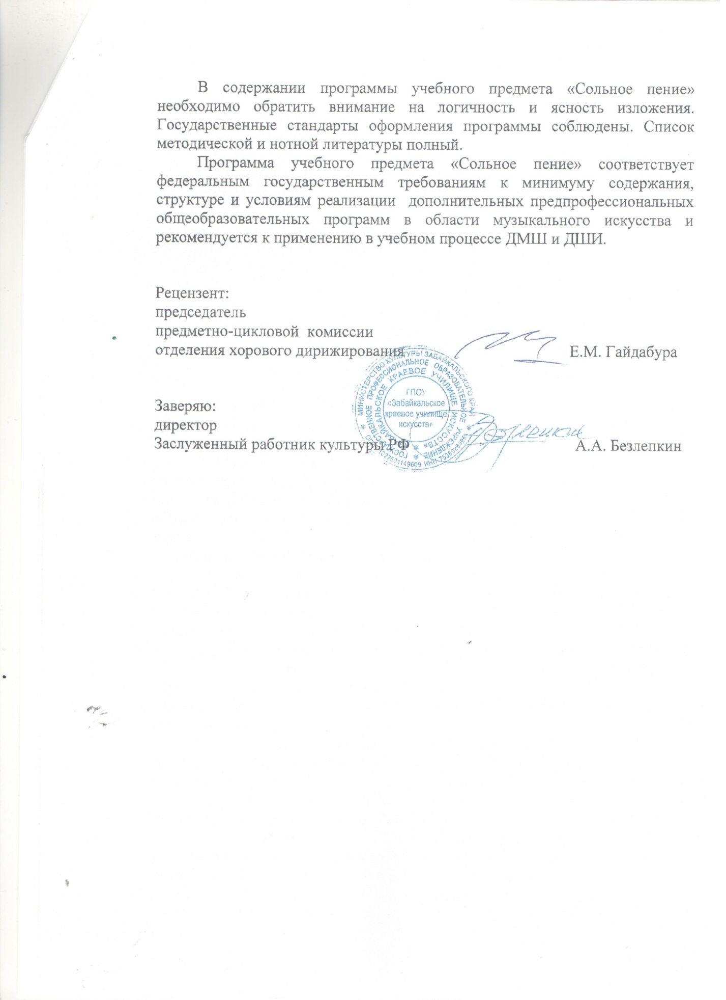 В содержании программы учебного предмета «Сольное пение»
необходимо обратить внимание на логичность и ясность изложения.
Государственные стандарты оформления программы соблюдены. Список
методической и нотной литературы полный.
Программа учебного предмета «Сольное пение» соответствует
федеральным государственным требованиям к минимуму содержания,
структуре и условиям реализации дополнительных предпрофессиональных
общеобразовательных программ в области музыкального искусства и
рекомендуется к применению в учебном процессе ДМШ и ДШИ.
Рецензент:
председатель
предметно-цикловой комиссии
отделения хорового дирижирования
Е.М. Гайдабура
МИНИСТЕРСТВО КУЛЬТУРЫ ЗАБАЙКАЛЬСКОГО КРАЯ
ГОСУДАРСТВЕННОЕ ПРОФЕССИОНАЛЬНОЕ ОБРАЗОВАТЕЛЬНОЕ УЧРЕЖДЕНИЕ
ЗАБАЙКАЛЬСКОЕ КРАЕВОЕ УЧИЛИЩЕ ИСКУССТВ»
1027501149609 ИНН
ГПОУ
«Забайкальское
краевое училище
искусств»
Заверяю:
директор
Заслуженный работник культуры РФ
А.А. Безлепкин